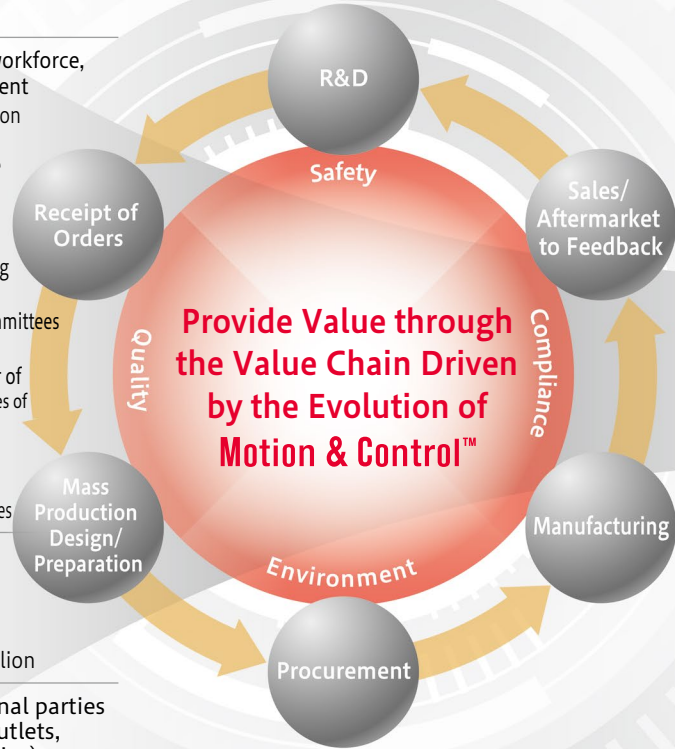 workforce,
ent
on
g
mmittees
of
es of
es
lion
nal parties
utlets,
R&D
Safety
Sales/
Aftermarket
to Feedback
Receipt of
Orders
Quality
Provide Value through
the Value Chain Driven
by the Evolution of
Motion & Control™
Compliance
Mass
Production
Design/
Preparation
Manufacturing
Environment
Procurement